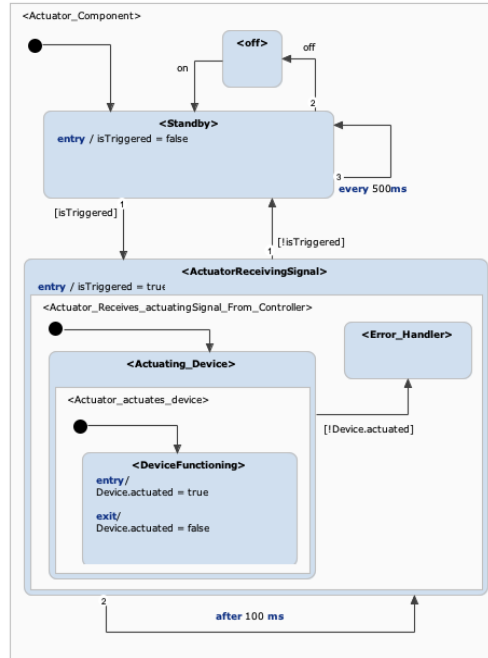 <Actuator_Component>
<off>
off
on
2
<Standby>
entry / isTriggered = false
3
every 500ms
1
[isTriggered]
[!isTriggered]
1
<ActuatorReceivingSignal>
entry / isTriggered = true
<Actuator_Receives_actuatingSignal_From_Controller>
<Error_Handler>
<Actuating_Device>
<Actuator_actuates_device>
[!Device.actuated]
<DeviceFunctioning>
entry/
Device.actuated = true
exit/
Device.actuated = false
2
after 100 ms